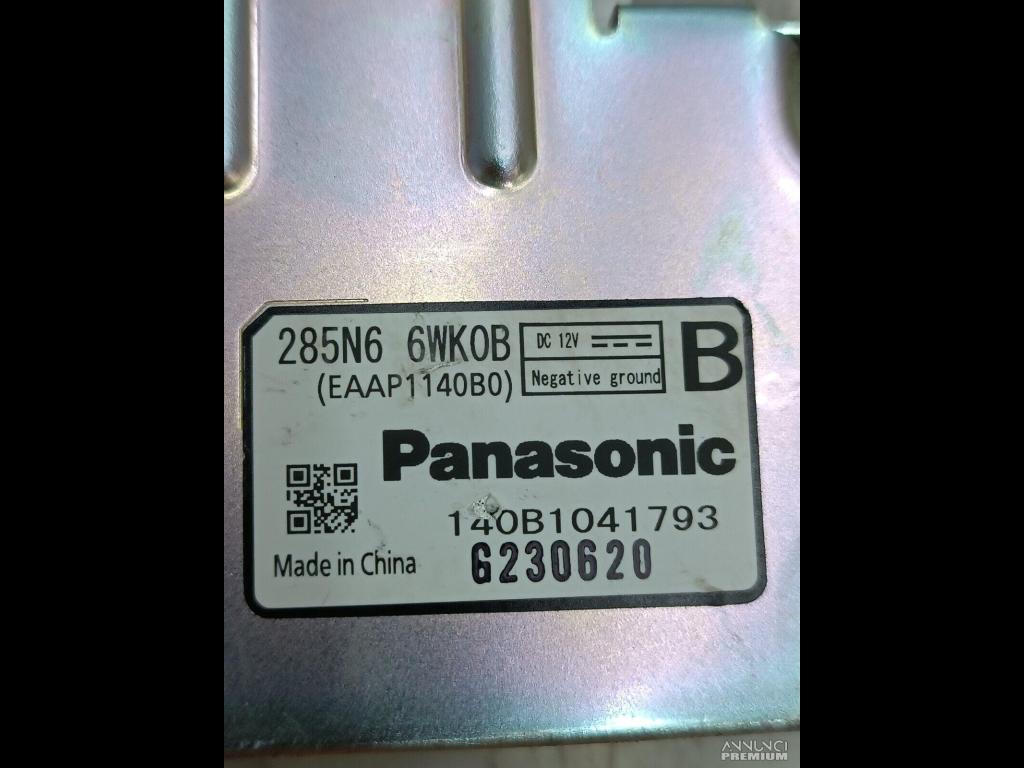 285N6 6WK0B
(EAAP1140B0)
DC 12V
Negative ground
B
Panasonic
140B1041793
Made in China
G230620
ANNUNCI
PREMIUM